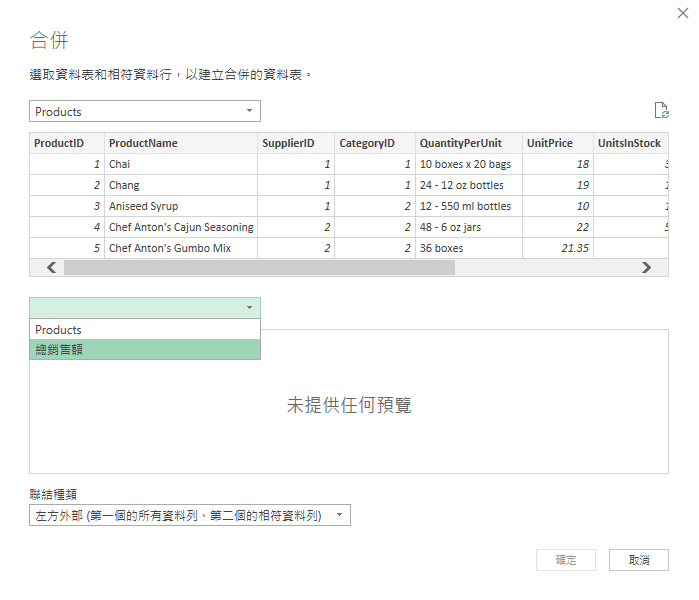 合併
選取資料表和相符資料行，以建立合併的資料表。
Products
ProductID ProductName SupplierID CategoryID QuantityPerUnit UnitPrice UnitsInStock
1 Chai 1 1 10 boxes x 20 bags 18
2 Chang 1 1 24 - 12 oz bottles 19
3 Aniseed Syrup 1 2 12 - 550 ml bottles 10
4 Chef Anton's Cajun Seasoning 2 2 48 - 6 oz jars 22
5 Chef Anton's Gumbo Mix 2 2 36 boxes 21.35
Products
總銷售額
未提供任何預覽
聯結種類
左方外部 (第一個的所有資料列、第二個的相符資料列)
確定 取消